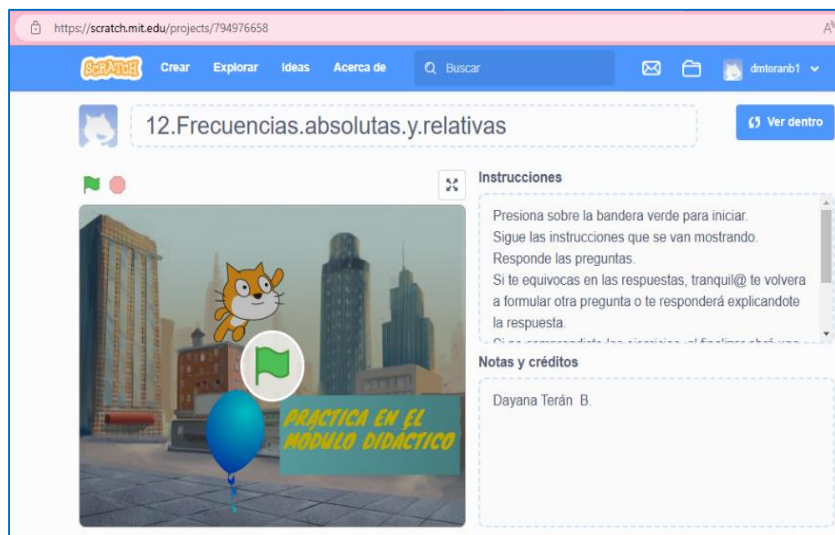 https://scratch.mit.edu/projects/794976658
SCRATCH Crear Explorar Ideas Acerca de Buscar dmteranb1
12.Frecuencias.absolutas.y.relativas
Ver dentro
Instrucciones
Presiona sobre la bandera verde para iniciar.
Sigue las instrucciones que se van mostrando.
Responde las preguntas.
Si te equivocas en las respuestas, tranquil@ te volvera
a formular otra pregunta o te responderá explicandote
la respuesta.
PRACTICA EN EL
MÓDULO DIDÁCTICO
Notas y créditos
Dayana Terán B.